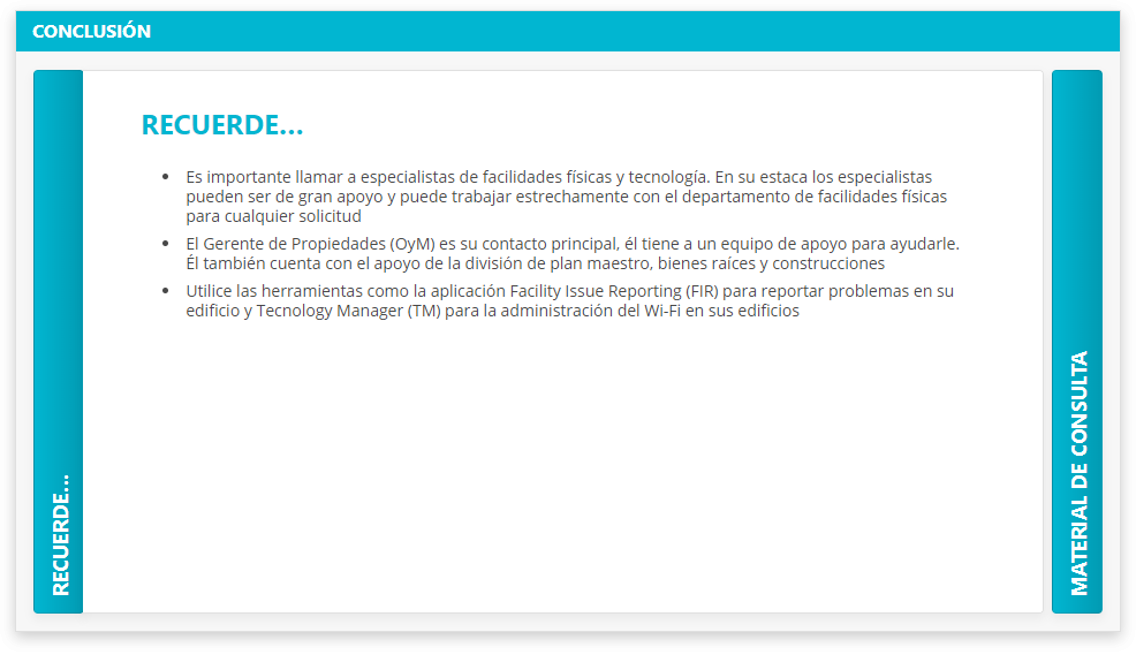 CONCLUSIÓN
RECUERDE...
• Es importante llamar a especialistas de facilidades físicas y tecnología. En su estaca los especialistas
pueden ser de gran apoyo y puede trabajar estrechamente con el departamento de facilidades físicas
para cualquier solicitud
• El Gerente de Propiedades (OyM) es su contacto principal, él tiene a un equipo de apoyo para ayudarle.
Él también cuenta con el apoyo de la división de plan maestro, bienes raíces y construcciones
• Utilice las herramientas como la aplicación Facility Issue Reporting (FIR) para reportar problemas en su
edificio y Tecnology Manager (TM) para la administración del Wi-Fi en sus edificios
RECUERDE...
MATERIAL DE CONSULTA